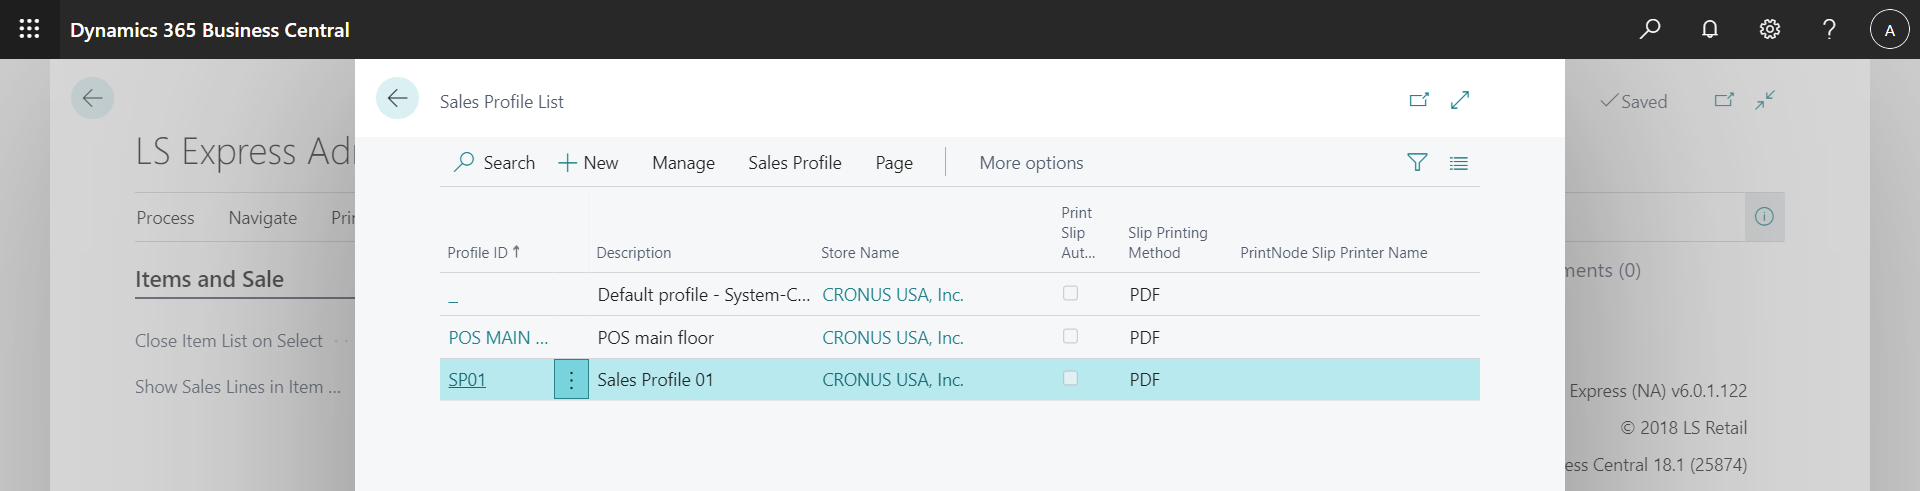 Dynamics 365 Business Central
A
Sales Profile List
Saved
LS Express Ad
Search New Manage Sales Profile Page More options
Process Navigate
Items and Sale
(0)
Close Item List on Select
Show Sales Lines in Item ...
Profile ID ↑ Description Store Name Print Slip Aut... Slip Printing Method PrintNode Slip Printer Name
_ Default profile - System-C... CRONUS USA, Inc. PDF
POS MAIN ... POS main floor CRONUS USA, Inc. PDF
SP01 Sales Profile 01 CRONUS USA, Inc. PDF
Express (NA) v6.0.1.122
© 2018 LS Retail
Central 18.1 (25874)